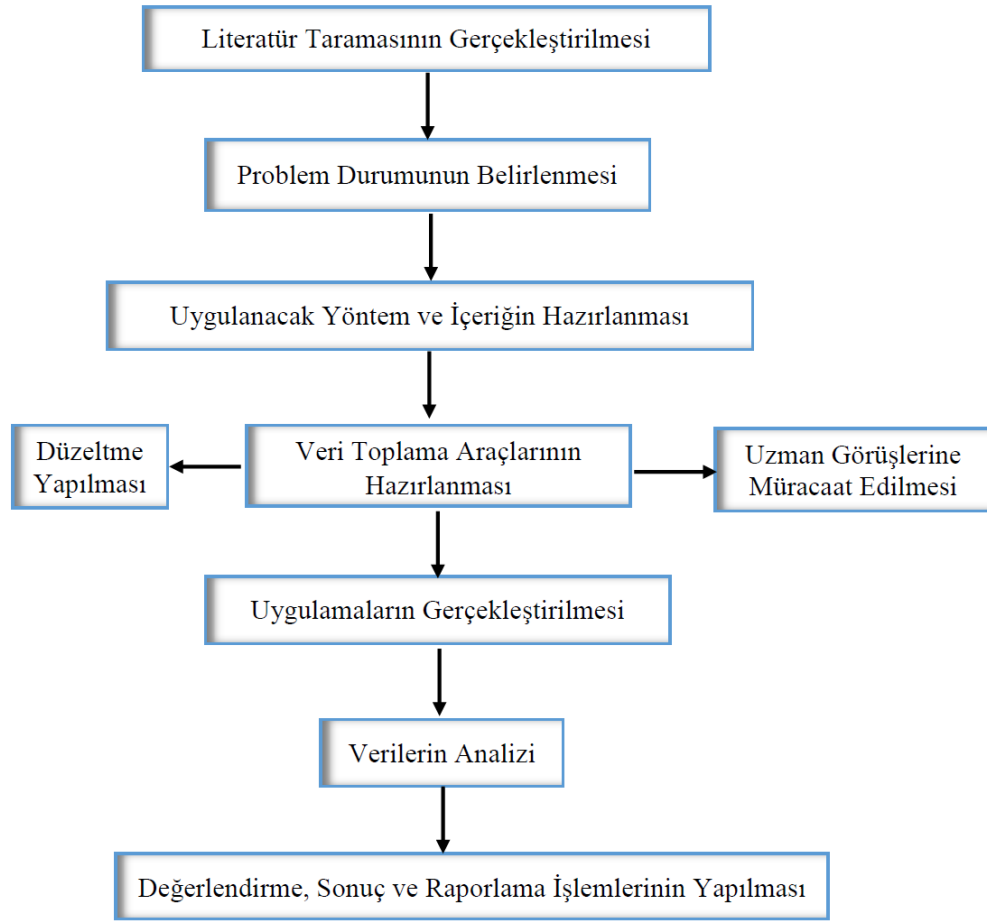 Literatür Taramasının Gerçekleştirilmesi
Problem Durumunun Belirlenmesi
Uygulanacak Yöntem ve İçeriğin Hazırlanması
Düzeltme
Yapılması
Veri Toplama Araçlarının
Hazırlanması
Uzman Görüşlerine
Müracaat Edilmesi
Uygulamaların Gerçekleştirilmesi
Verilerin Analizi
Değerlendirme, Sonuç ve Raporlama İşlemlerinin Yapılması